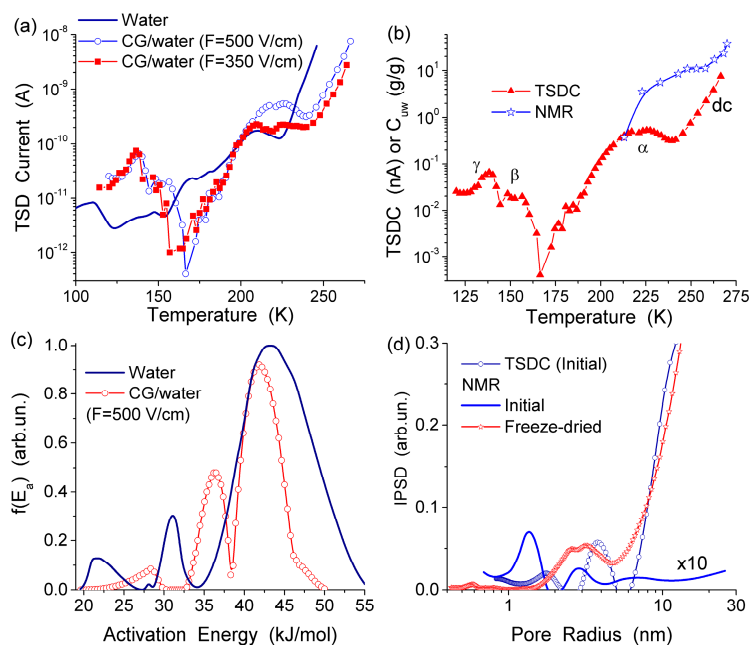 (a)
Water
CG/water (F=500 V/cm)
CG/water (F=350 V/cm)
TSD Current (A)
10⁻⁸
10⁻⁹
10⁻¹⁰
10⁻¹¹
10⁻¹²
100 150 200 250
Temperature (K)
(b)
TSDC
NMR
γ
β
α
dc
TSDC (nA) or C_uw (g/g)
10²
10¹
10⁰
10⁻¹
10⁻²
10⁻³
125 150 175 200 225 250 275
Temperature (K)
(c)
Water
CG/water
(F=500 V/cm)
f(E_a) (arb.un.)
1.0
0.8
0.6
0.4
0.2
0.0
20 25 30 35 40 45 50 55
Activation Energy (kJ/mol)
(d)
TSDC (Initial)
NMR
Initial
Freeze-dried
x10
IPSD (arb.un.)
0.3
0.2
0.1
0.0
1 10 30
Pore Radius (nm)